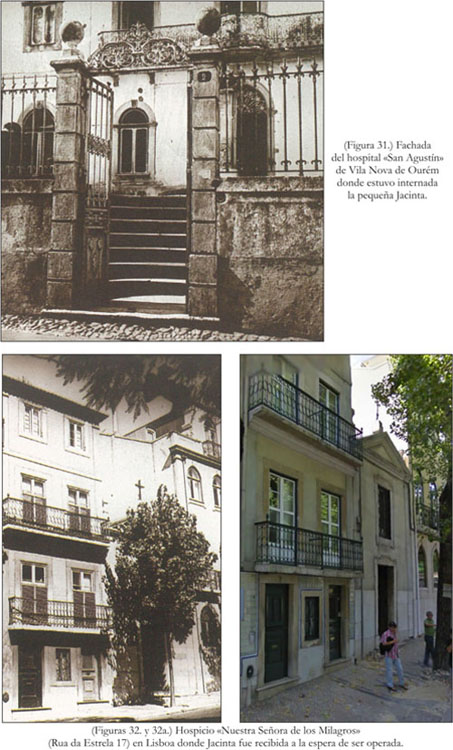 (Figura 31.) Fachada
del hospital «San Agustín»
de Vila Nova de Ourém
donde estuvo internada
la pequeña Jacinta.
(Figuras 32. y 32a.) Hospicio «Nuestra Señora de los Milagros»
(Rua da Estrela 17) en Lisboa donde Jacinta fue recibida a la espera de ser operada.